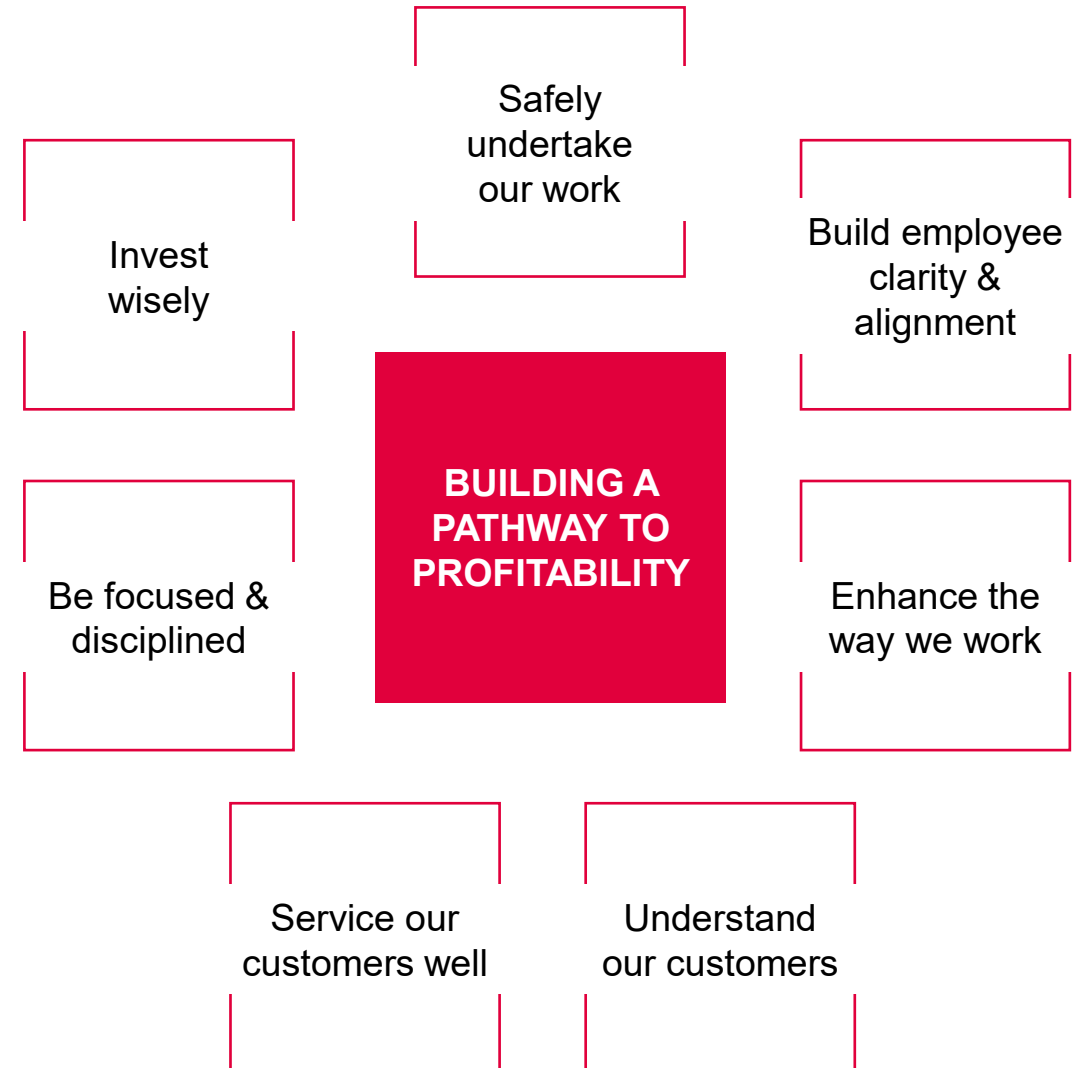 Safely
undertake
our work
Build employee
clarity &
alignment
Enhance the
way we work
Understand
our customers
Service our
customers well
Be focused &
disciplined
Invest
wisely
BUILDING A
PATHWAY TO
PROFITABILITY